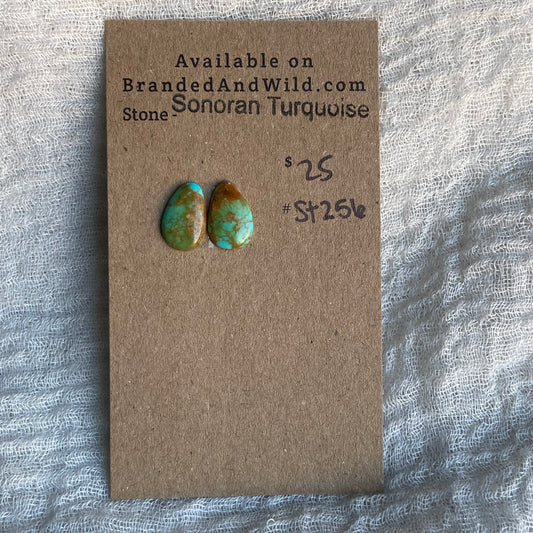 Available on
BrandedAndWild.com
Stone- Sonoran Turquoise
$ 25
#St256